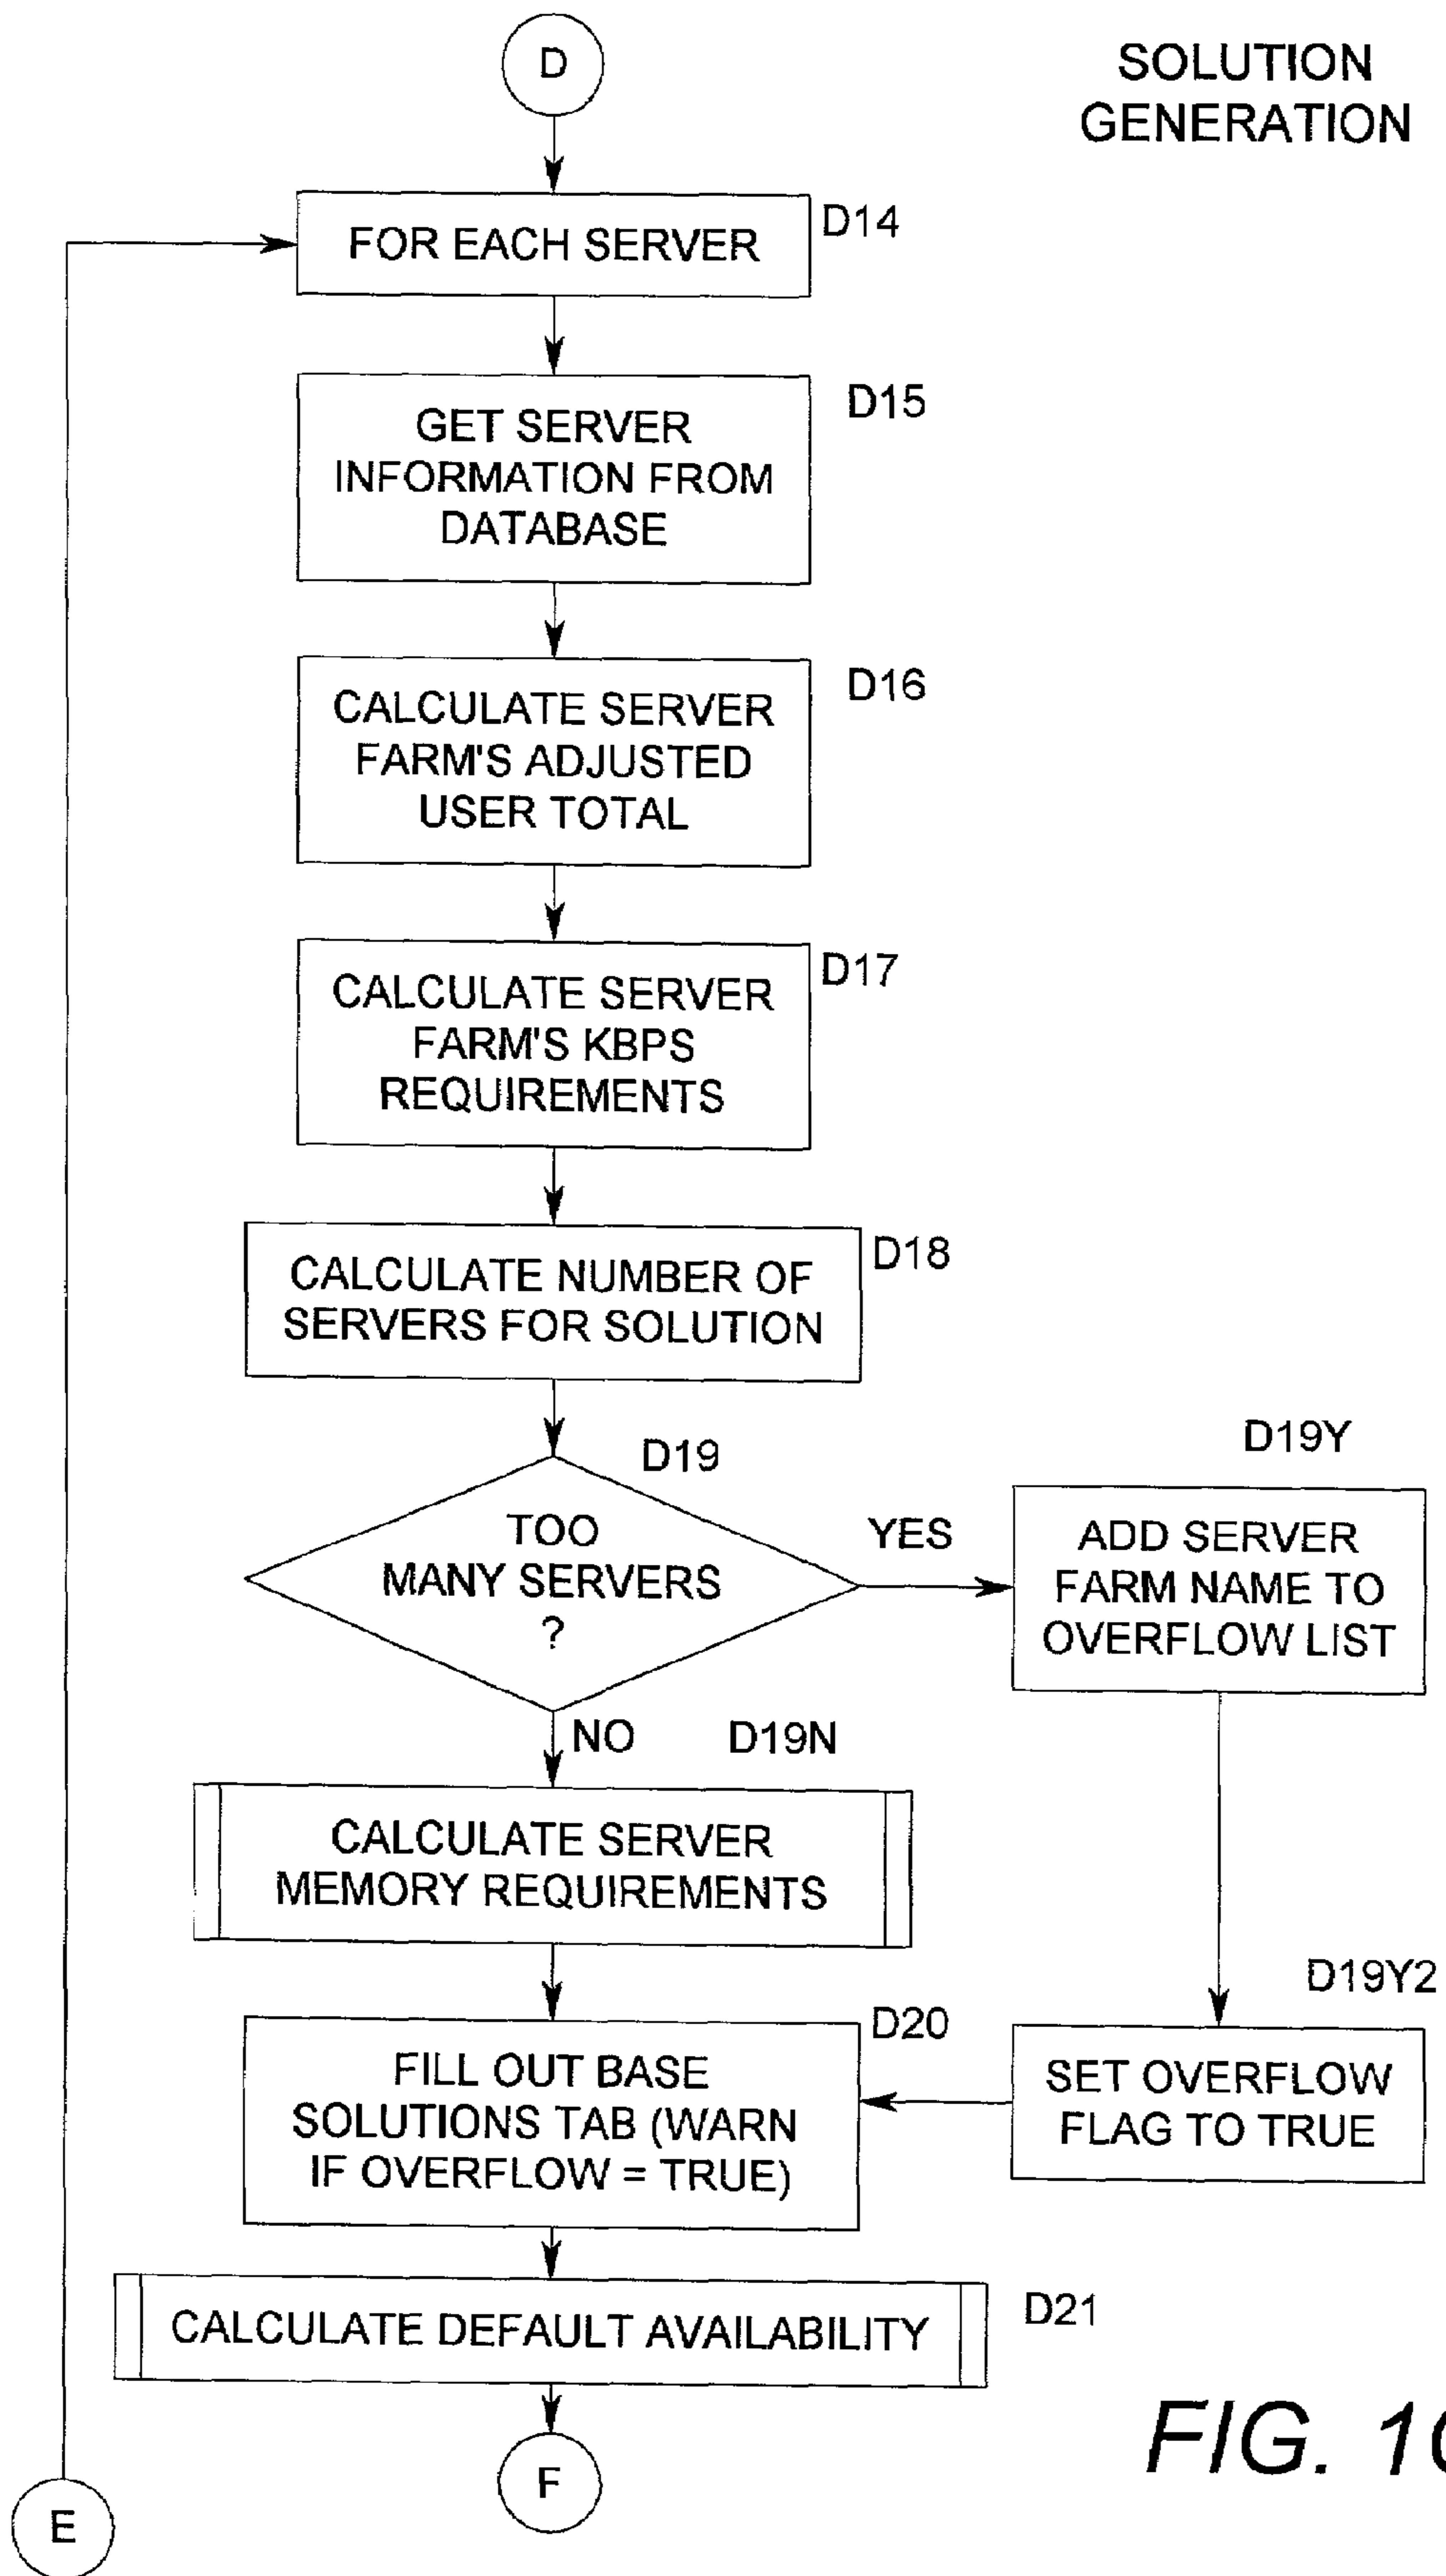 D
SOLUTION
GENERATION
FOR EACH SERVER
D14
GET SERVER
INFORMATION FROM
DATABASE
D15
CALCULATE SERVER
FARM'S ADJUSTED
USER TOTAL
D16
CALCULATE SERVER
FARM'S KBPS
REQUIREMENTS
D17
CALCULATE NUMBER OF
SERVERS FOR SOLUTION
D18
D19
TOO
MANY SERVERS
?
YES
D19Y
ADD SERVER
FARM NAME TO
OVERFLOW LIST
NO
D19N
CALCULATE SERVER
MEMORY REQUIREMENTS
D19Y2
SET OVERFLOW
FLAG TO TRUE
D20
FILL OUT BASE
SOLUTIONS TAB (WARN
IF OVERFLOW = TRUE)
CALCULATE DEFAULT AVAILABILITY
D21
F
E
FIG.